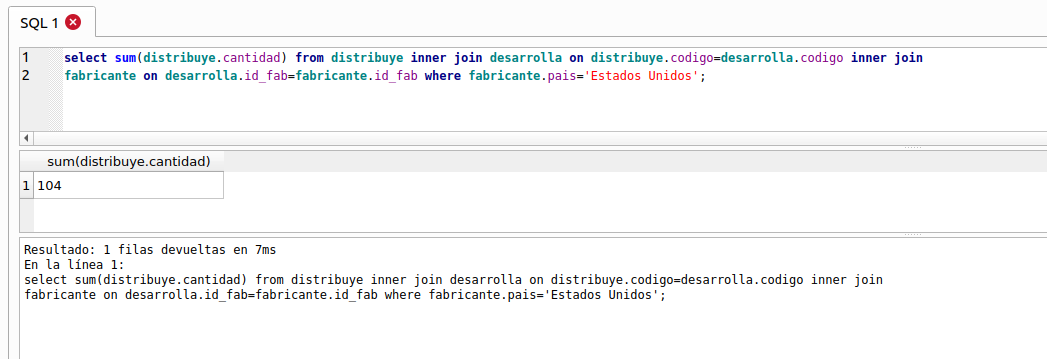 SQL 1
1 select sum(distribuye.cantidad) from distribuye inner join desarrolla on distribuye.codigo=desarrolla.codigo inner join
2 fabricante on desarrolla.id_fab=fabricante.id_fab where fabricante.pais='Estados Unidos';
sum(distribuye.cantidad)
1 104
Resultado: 1 filas devueltas en 7ms
En la línea 1:
select sum(distribuye.cantidad) from distribuye inner join desarrolla on distribuye.codigo=desarrolla.codigo inner join
fabricante on desarrolla.id_fab=fabricante.id_fab where fabricante.pais='Estados Unidos';